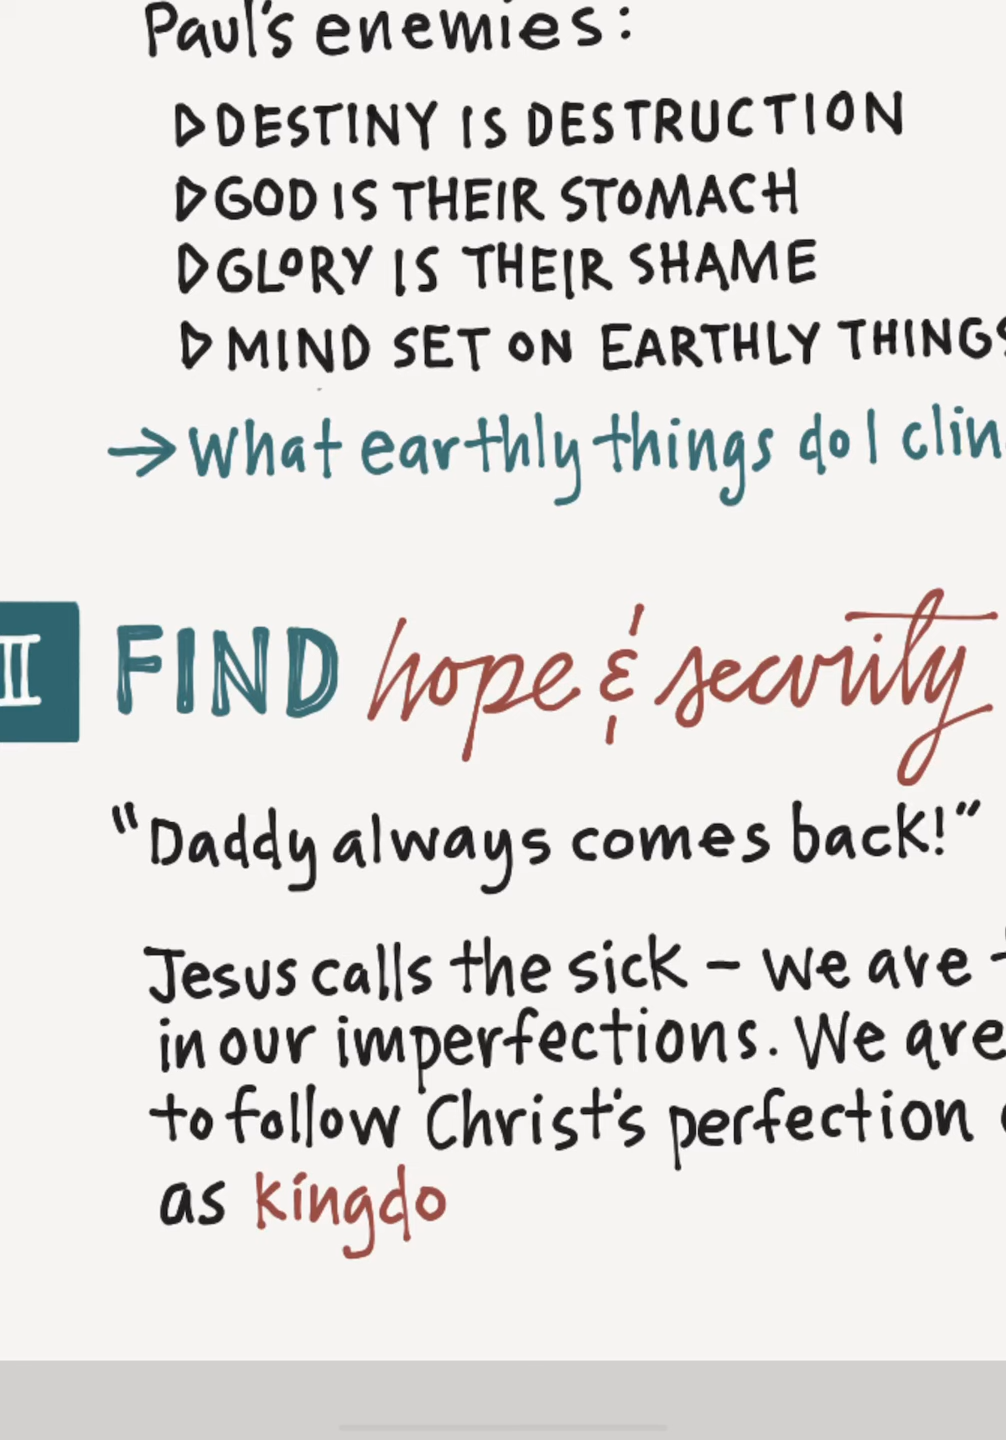 Paul's enemies:
▷DESTINY IS DESTRUCTION
▷GOD IS THEIR STOMACH
▷GLORY IS THEIR SHAME
▷MIND SET ON EARTHLY THINGS
→What earthly things do I clin
III FIND hope & security
"Daddy always comes back!"
Jesus calls the sick – we are
in our imperfections. We are
to follow Christ's perfection
as kingdo